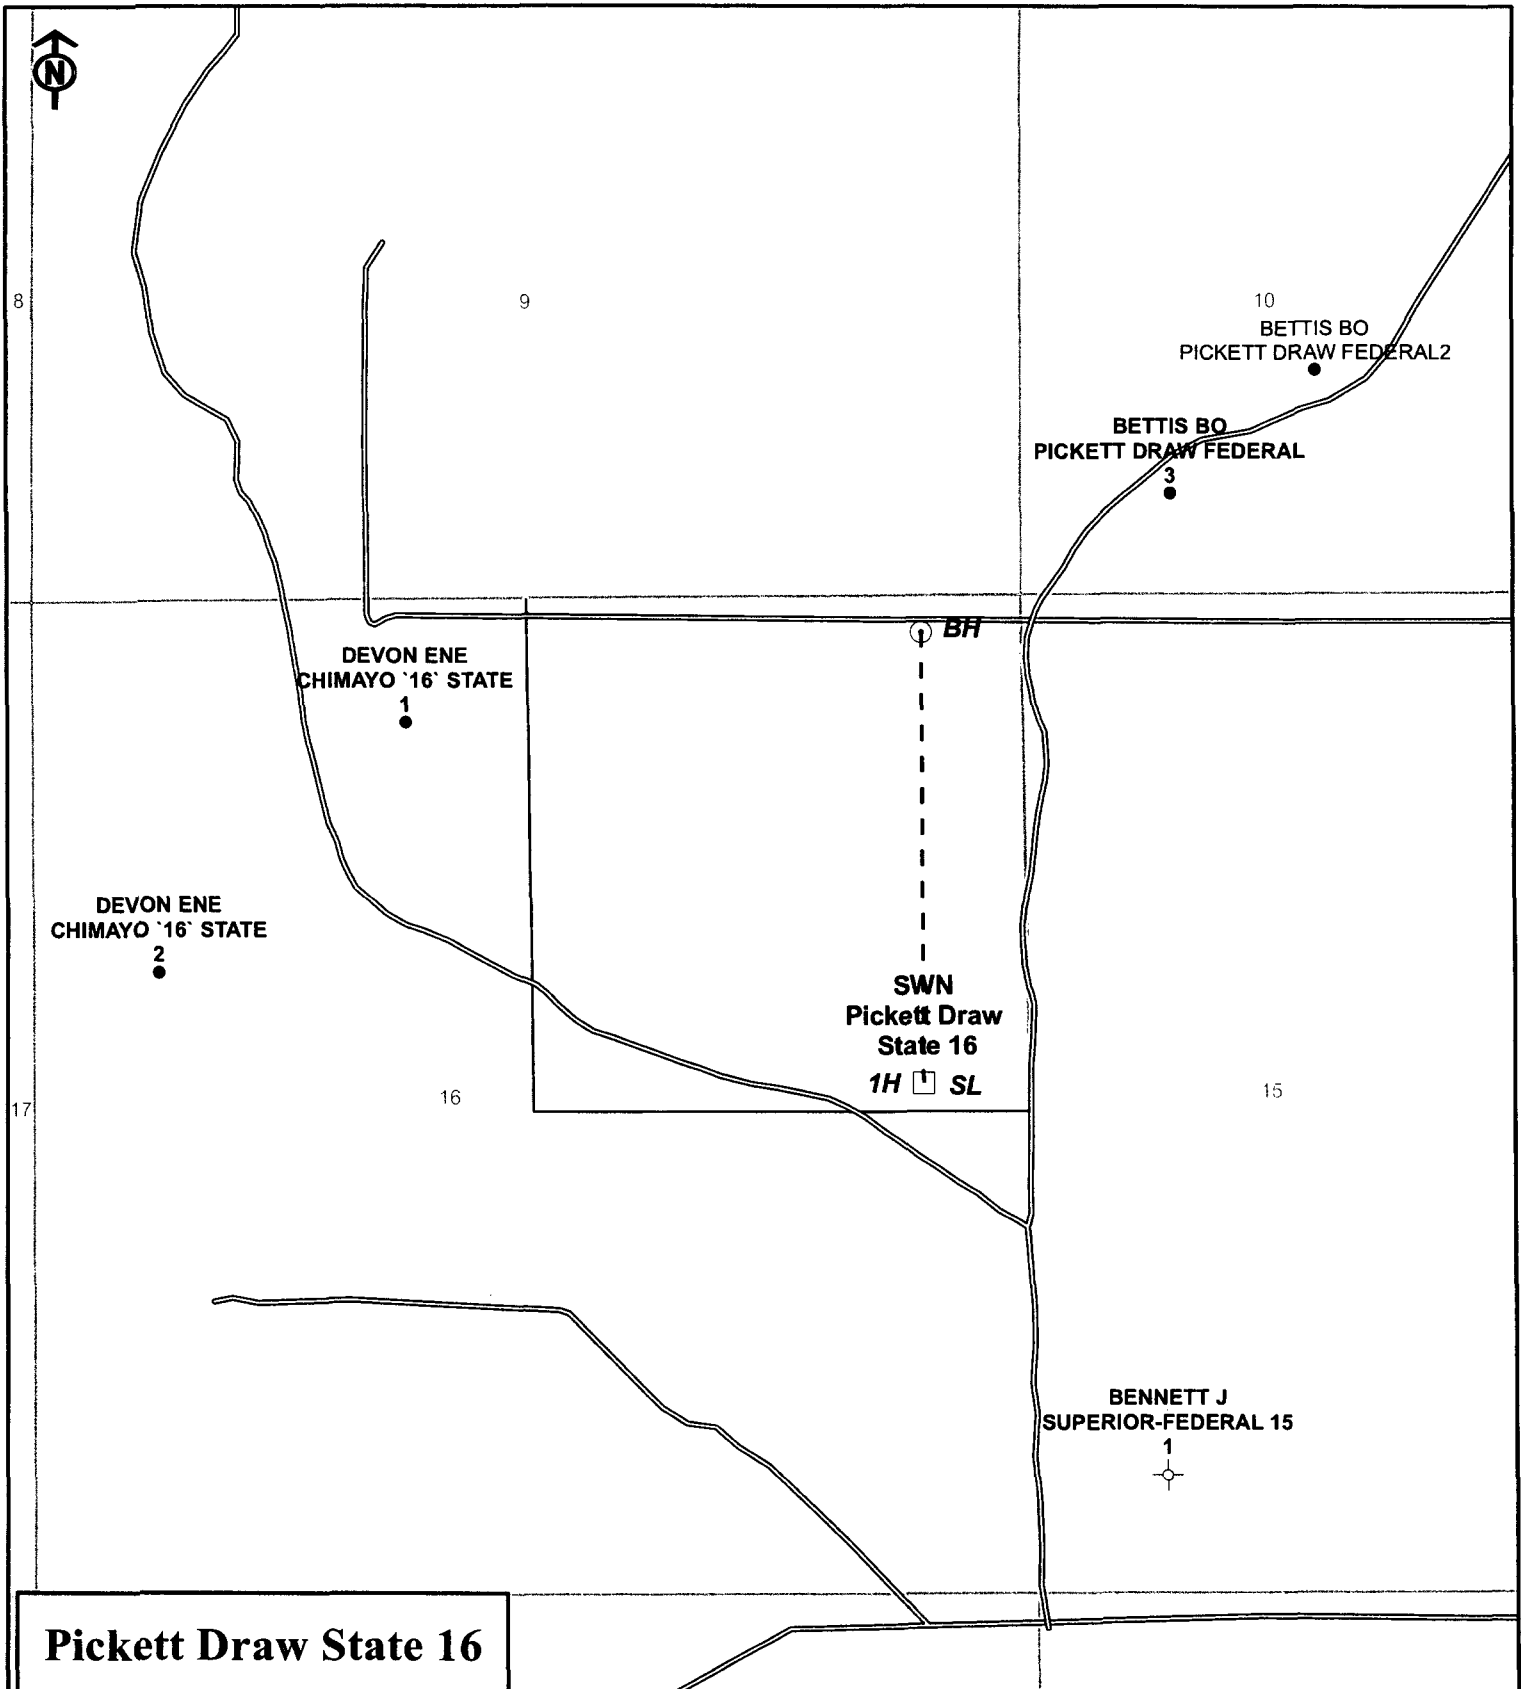 N
8
9
10
BETTIS BO
PICKETT DRAW FEDERAL2
BETTIS BO
PICKETT DRAW FEDERAL
3
BH
DEVON ENE
CHIMAYO `16` STATE
1
DEVON ENE
CHIMAYO `16` STATE
2
SWN
Pickett Draw
State 16
1H SL
17
16
15
BENNETT J
SUPERIOR-FEDERAL 15
1
Pickett Draw State 16